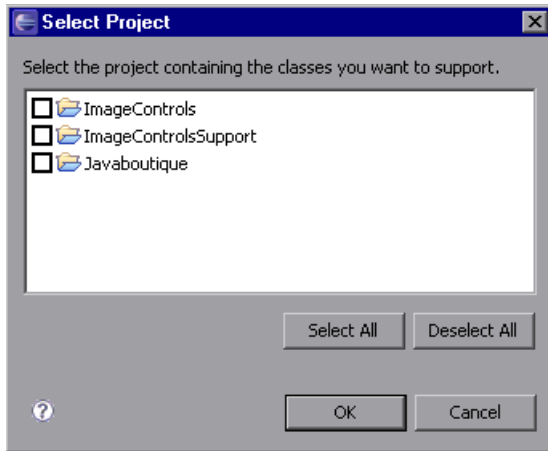 Select Project
Select the project containing the classes you want to support.
ImageControls
ImageControlsSupport
Javaboutique
Select All
Deselect All
?
OK
Cancel